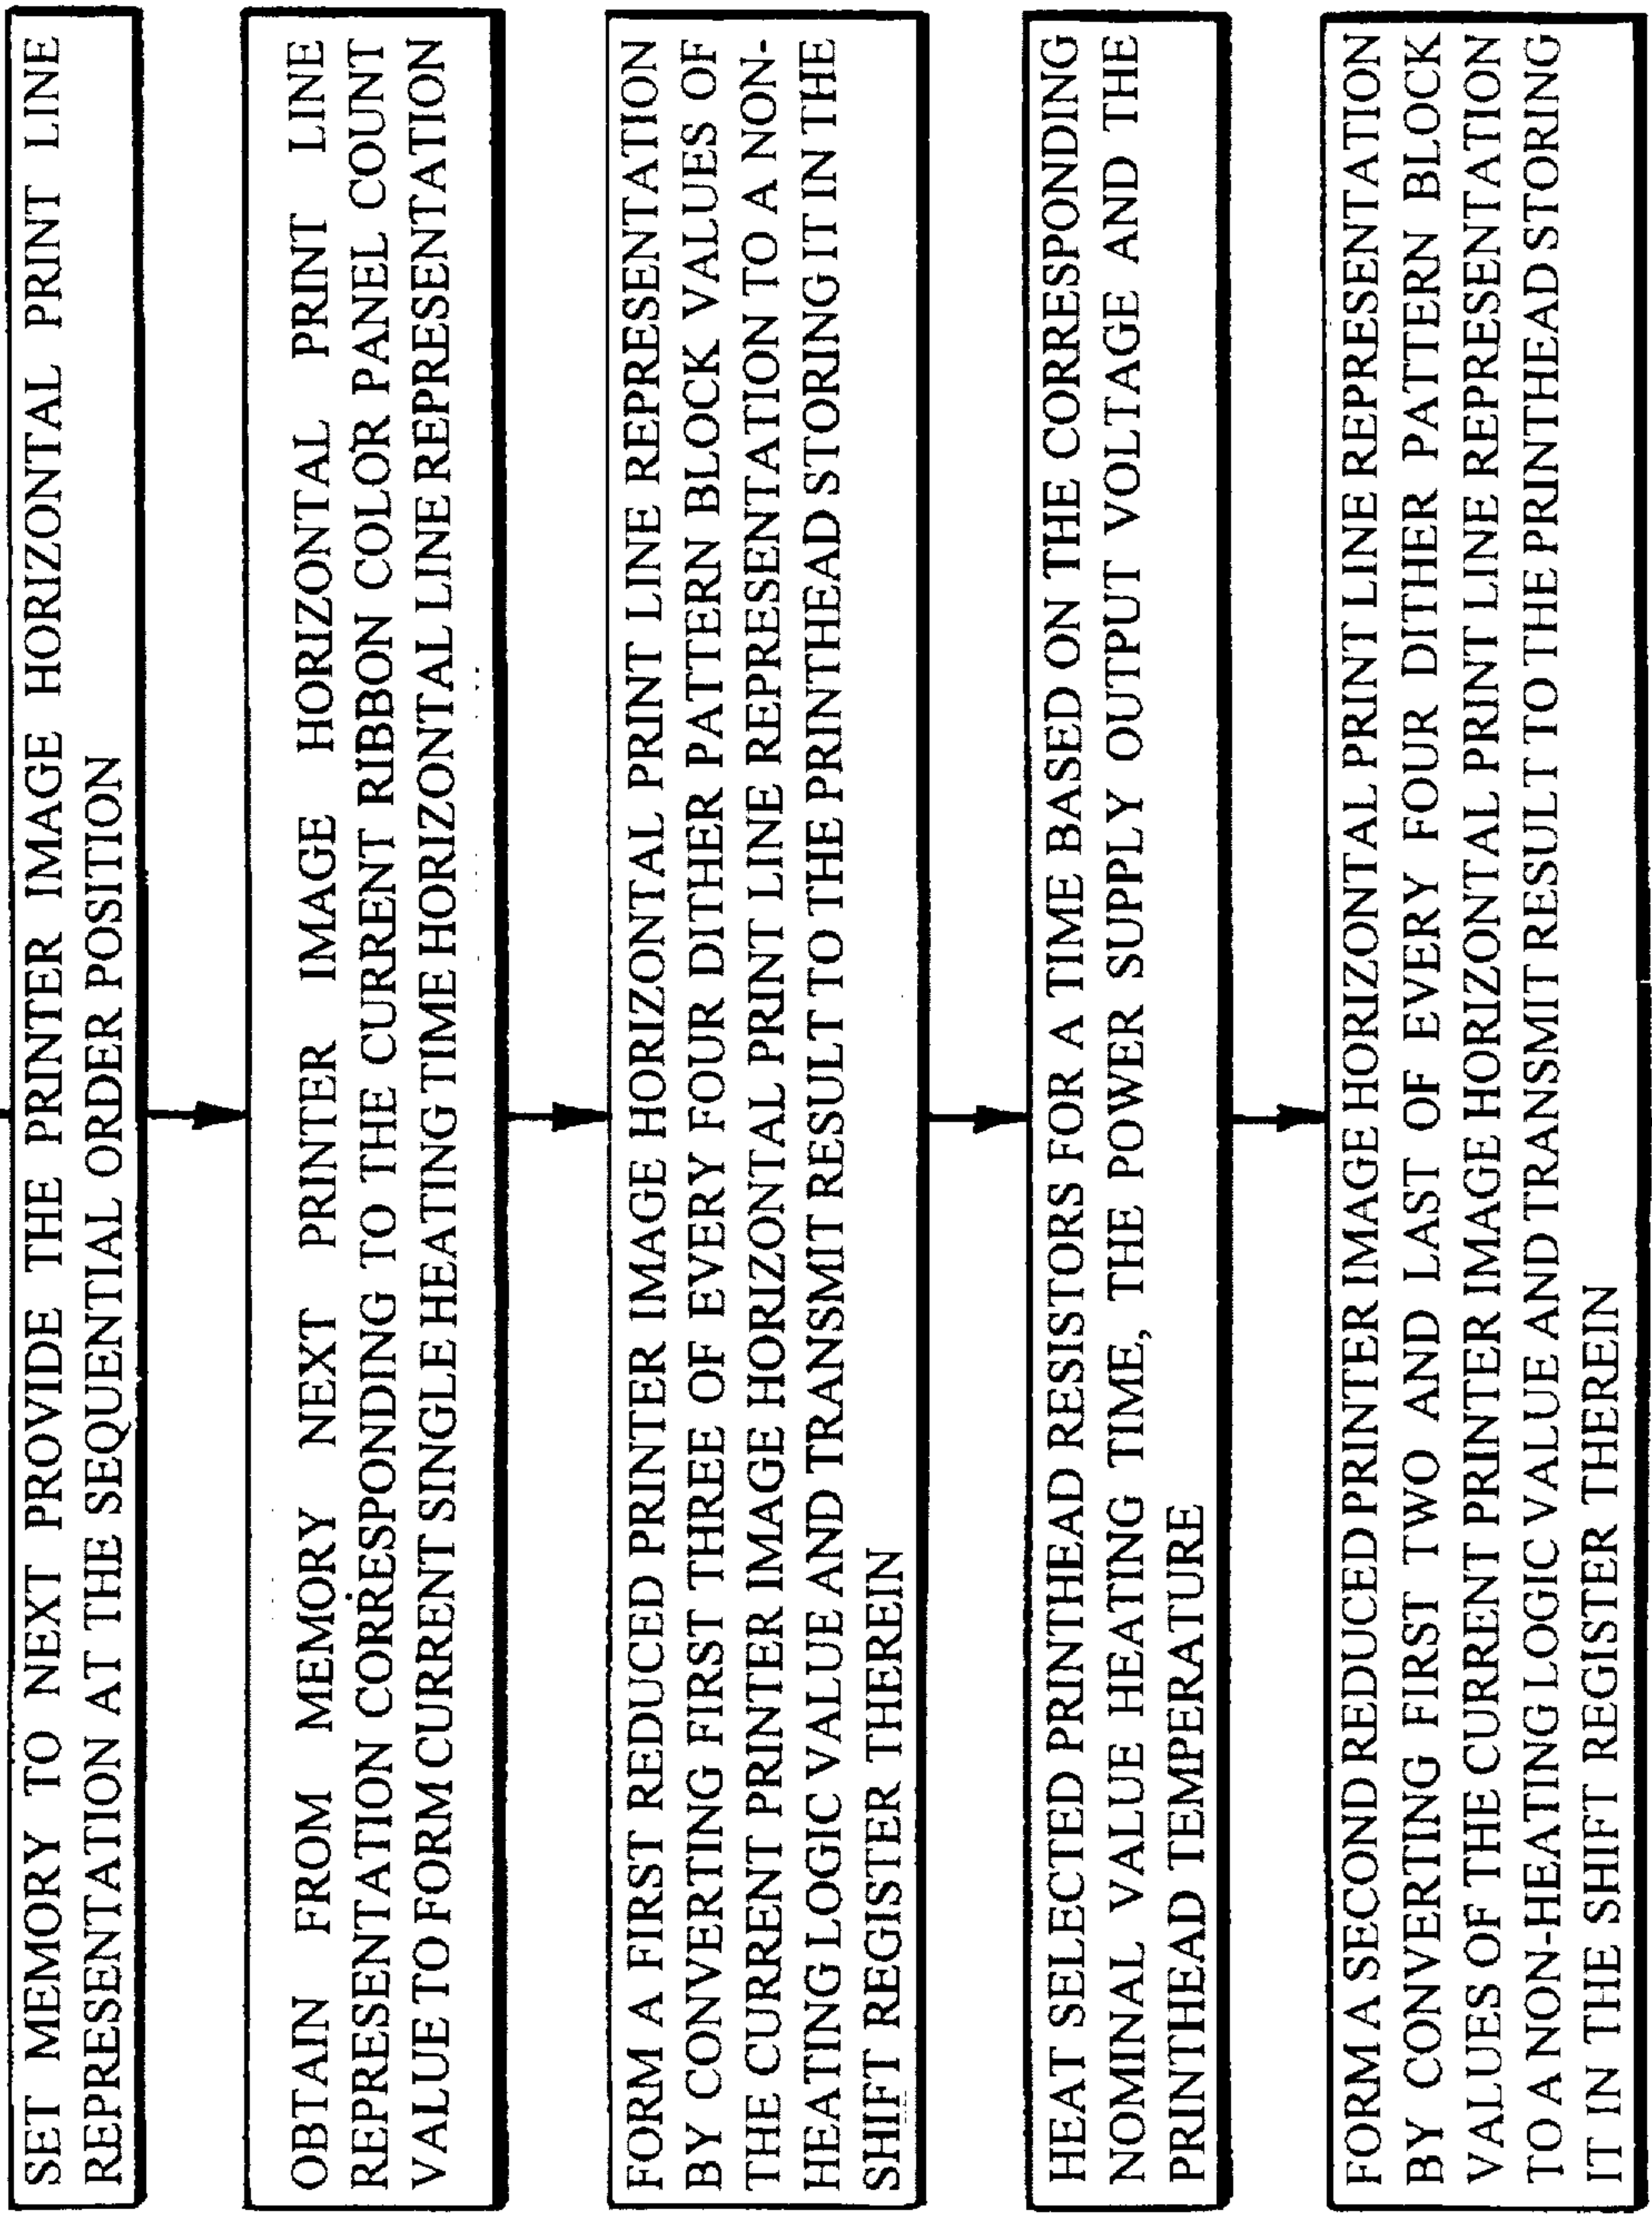 SET MEMORY TO NEXT PROVIDE THE PRINTER IMAGE HORIZONTAL PRINT LINE
REPRESENTATION AT THE SEQUENTIAL ORDER POSITION
OBTAIN FROM MEMORY NEXT PRINTER IMAGE HORIZONTAL PRINT LINE
REPRESENTATION CORRESPONDING TO THE CURRENT RIBBON COLOR PANEL COUNT
VALUE TO FORM CURRENT SINGLE HEATING TIME HORIZONTAL LINE REPRESENTATION
FORM A FIRST REDUCED PRINTER IMAGE HORIZONTAL PRINT LINE REPRESENTATION
BY CONVERTING FIRST THREE OF EVERY FOUR DITHER PATTERN BLOCK VALUES OF
THE CURRENT PRINTER IMAGE HORIZONTAL PRINT LINE REPRESENTATION TO A NON-
HEATING LOGIC VALUE AND TRANSMIT RESULT TO THE PRINTHEAD STORING IT IN THE
SHIFT REGISTER THEREIN
HEAT SELECTED PRINTHEAD RESISTORS FOR A TIME BASED ON THE CORRESPONDING
NOMINAL VALUE HEATING TIME, THE POWER SUPPLY OUTPUT VOLTAGE AND THE
PRINTHEAD TEMPERATURE
FORM A SECOND REDUCED PRINTER IMAGE HORIZONTAL PRINT LINE REPRESENTATION
BY CONVERTING FIRST TWO AND LAST OF EVERY FOUR DITHER PATTERN BLOCK
VALUES OF THE CURRENT PRINTER IMAGE HORIZONTAL PRINT LINE REPRESENTATION
TO A NON-HEATING LOGIC VALUE AND TRANSMIT RESULT TO THE PRINTHEAD STORING
IT IN THE SHIFT REGISTER THEREIN